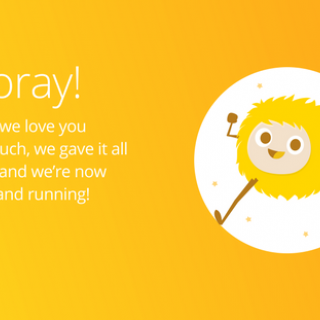 oray!
we love you
uch, we gave it all
and we're now
and running!